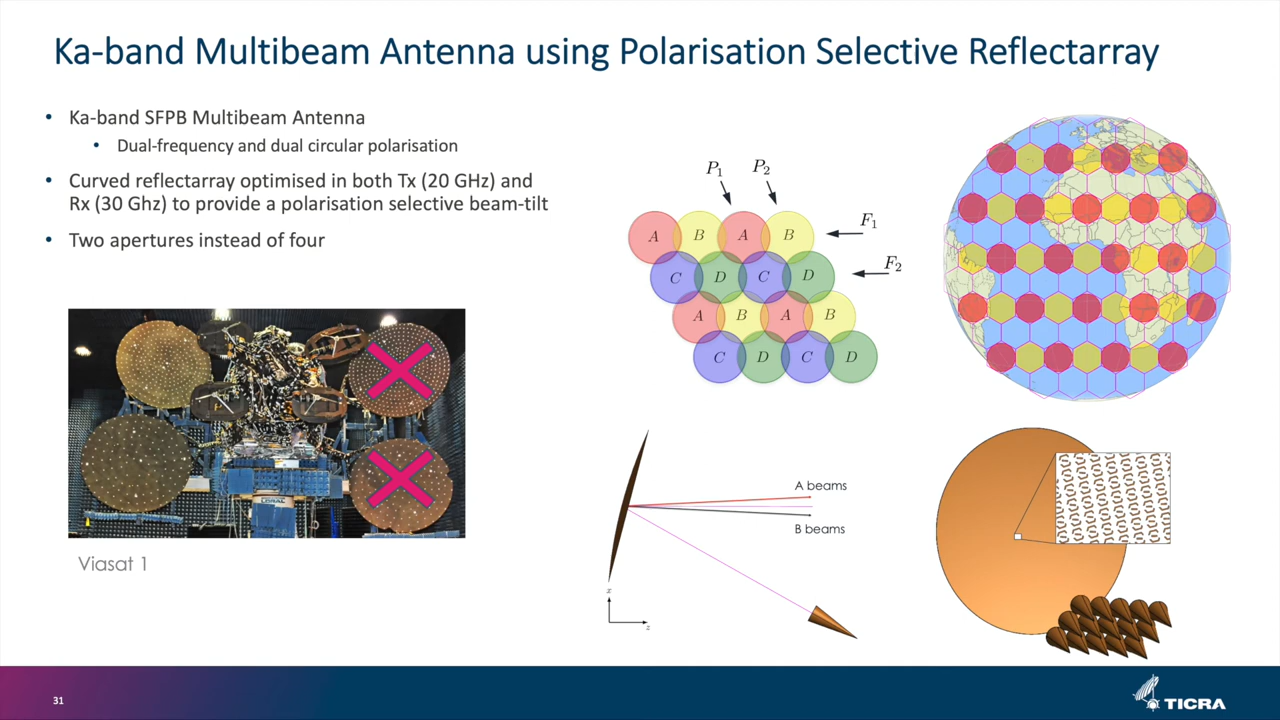 Ka-band Multibeam Antenna using Polarisation Selective Reflectarray
• Ka-band SFPB Multibeam Antenna
• Dual-frequency and dual circular polarisation
• Curved reflectarray optimised in both Tx (20 GHz) and
Rx (30 Ghz) to provide a polarisation selective beam-tilt
• Two apertures instead of four
Viasat 1
P1 P2
A B A B F1
C D C D F2
A B A B
C D C D
A beams
B beams
x
z
LORAL
31
TICRA